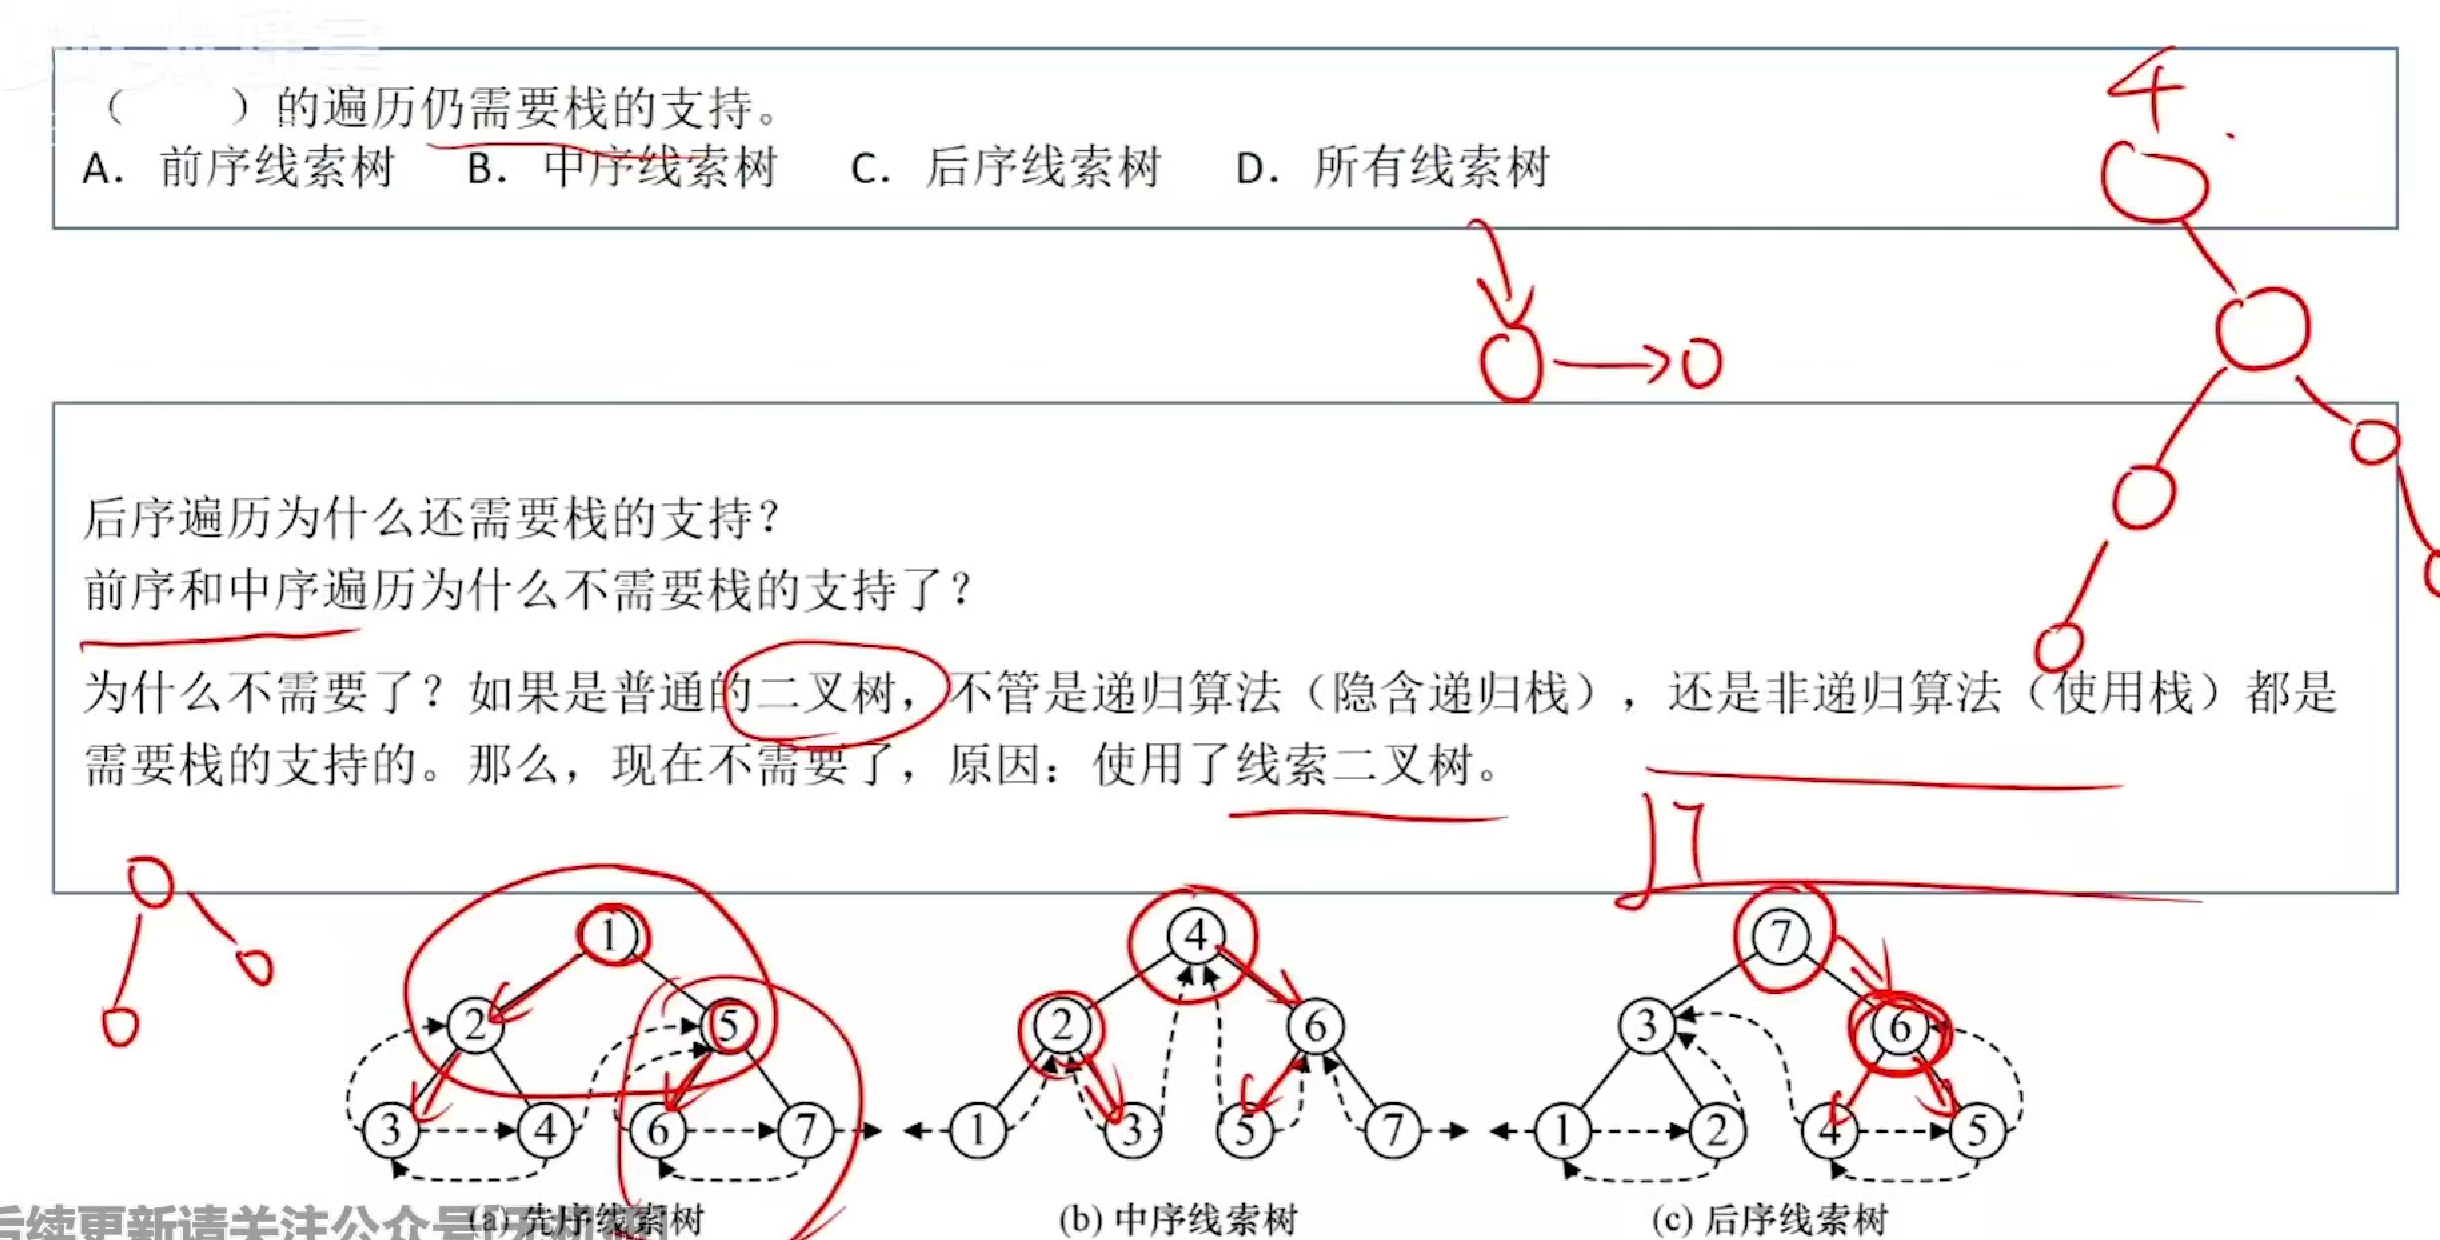 （ ）的遍历仍需要栈的支持。
A. 前序线索树 B. 中序线索树 C. 后序线索树 D. 所有线索树
4
后序遍历为什么还需要栈的支持？
前序和中序遍历为什么不需要栈的支持了？
为什么不需要了？如果是普通的二叉树，不管是递归算法（隐含递归栈），还是非递归算法（使用栈）都是
需要栈的支持的。那么，现在不需要了，原因：使用了线索二叉树。
1 4 7
2 5 2 6 3 6
3 4 6 7 1 3 5 7 1 2 4 5
(a) 先序线索树 (b) 中序线索树 (c) 后序线索树
后续更新请关注公众号